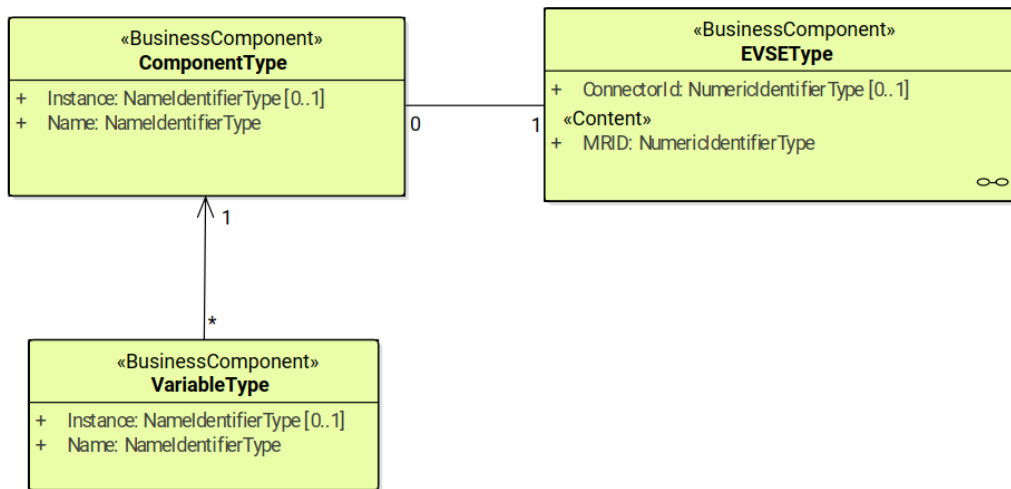 «BusinessComponent»
ComponentType
+ Instance: NameIdentifierType [0..1]
+ Name: NameIdentifierType
«BusinessComponent»
EVSEType
+ ConnectorId: NumericIdentifierType [0..1]
«Content»
+ MRID: NumericIdentifierType
0
1
1
*
«BusinessComponent»
VariableType
+ Instance: NameIdentifierType [0..1]
+ Name: NameIdentifierType